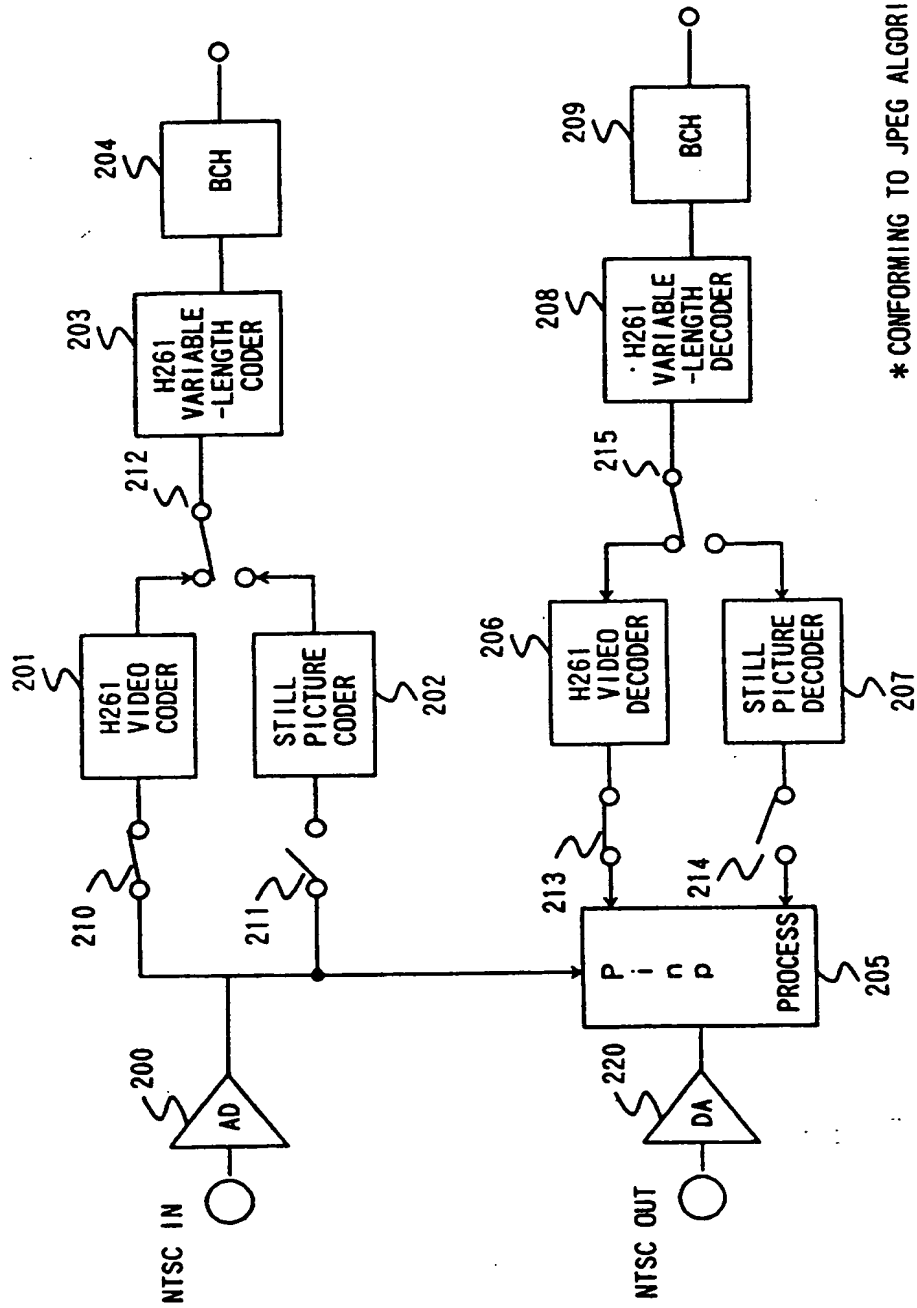 NTSC IN
200
AD
210
211
201
H261
VIDEO
CODER
STILL
PICTURE
CODER
202
212
203
H261
VARIABLE
-LENGTH
CODER
204
BCH
NTSC OUT
220
DA
P i n p
PROCESS
205
213
214
206
H261
VIDEO
DECODER
STILL
PICTURE
DECODER
207
215
208
H261
VARIABLE
-LENGTH
DECODER
209
BCH
* CONFORMING TO JPEG ALGORI